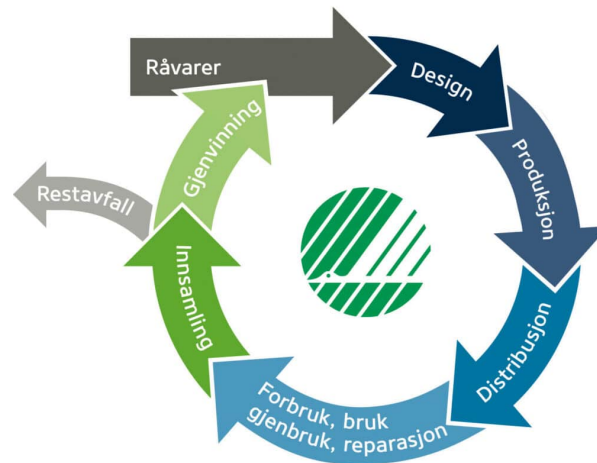 Råvarer
Design
Produksjon
Distribusjon
Forbruk, bruk
gjenbruk, reparasjon
Innsamling
Gjenvinning
Restavfall